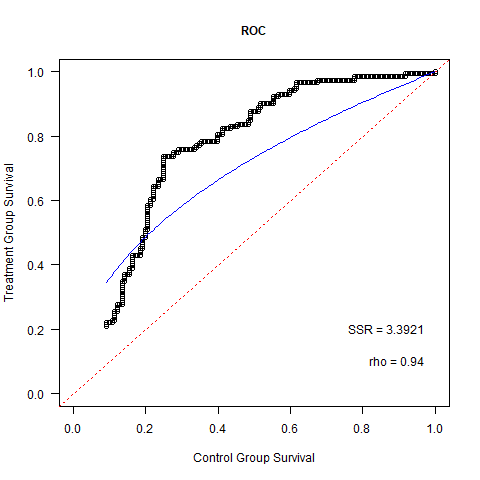 ROC
Treatment Group Survival
1.0
0.8
0.6
0.4
0.2
0.0
SSR = 3.3921
rho = 0.94
0.0 0.2 0.4 0.6 0.8 1.0
Control Group Survival